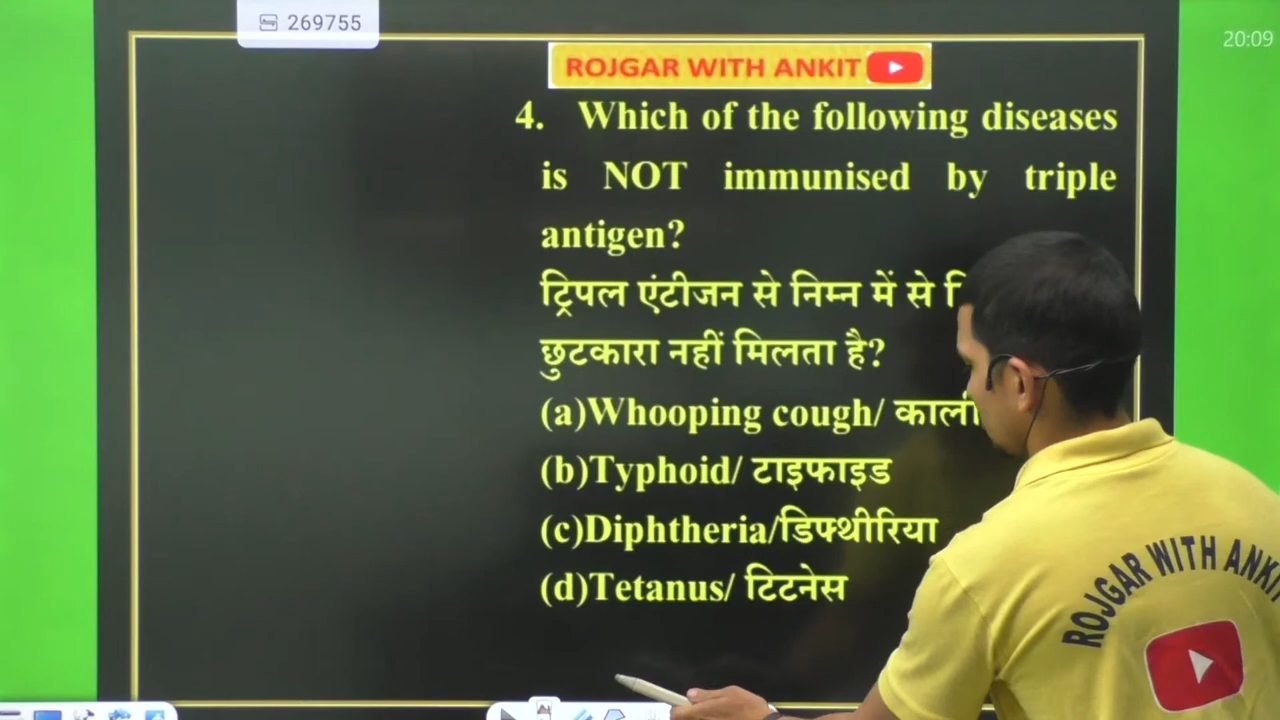 269755
20:09
ROJGAR WITH ANKIT
4. Which of the following diseases
is NOT immunised by triple
antigen?
ट्रिपल एंटीजन से निम्न में से
छुटकारा नहीं मिलता है?
(a)Whooping cough/ काली
(b)Typhoid/ टाइफाइड
(c)Diphtheria/डिफ्थीरिया
(d)Tetanus/ टिटनेस
ROJGAR WITH ANKIT